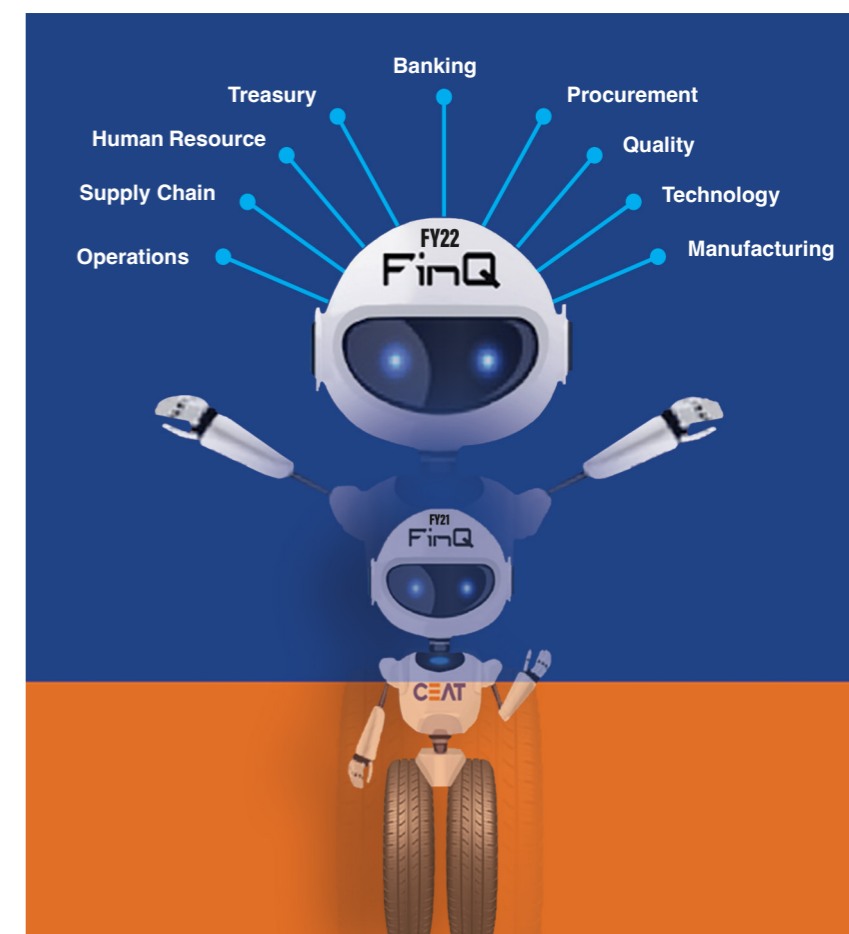 Banking
Treasury
Procurement
Human Resource
Quality
Supply Chain
Technology
Operations
Manufacturing
FY22
FinQ
FY21
FinQ
CEAT